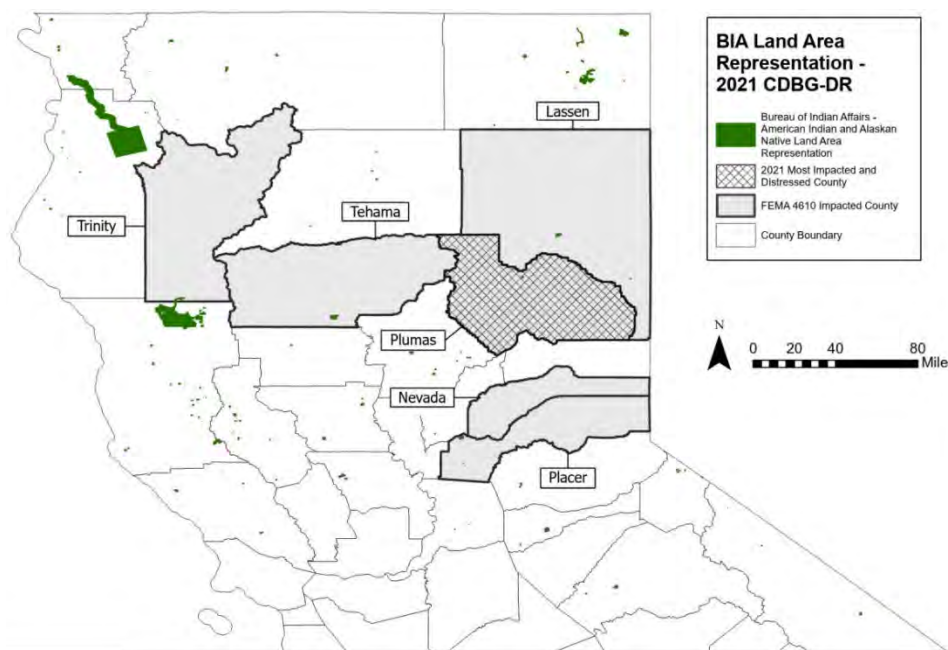 BIA Land Area
Representation -
2021 CDBG-DR
Bureau of Indian Affairs -
American Indian and Alaskan
Native Land Area
Representation
2021 Most Impacted and
Distressed County
FEMA 4610 Impacted County
County Boundary
Lassen
Tehama
Trinity
Plumas
Nevada
Placer
N
0 20 40 60 80
Mile